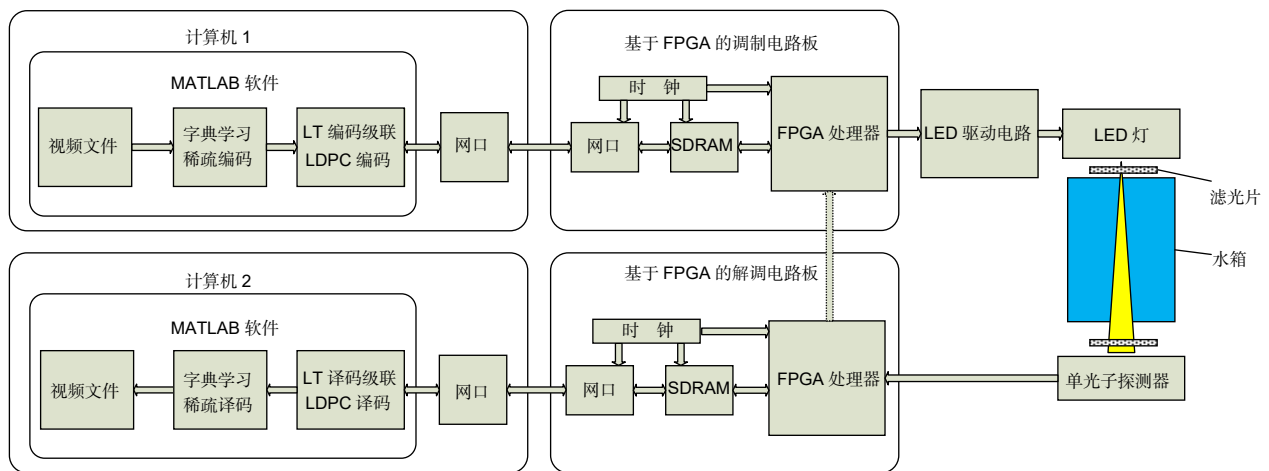 计算机 1
MATLAB 软件
视频文件
字典学习
稀疏编码
LT 编码级联
LDPC 编码
网口
基于 FPGA 的调制电路板
时 钟
网口
SDRAM
FPGA 处理器
LED 驱动电路
LED 灯
滤光片
水箱
计算机 2
MATLAB 软件
视频文件
字典学习
稀疏译码
LT 译码级联
LDPC 译码
网口
基于 FPGA 的解调电路板
时 钟
网口
SDRAM
FPGA 处理器
单光子探测器